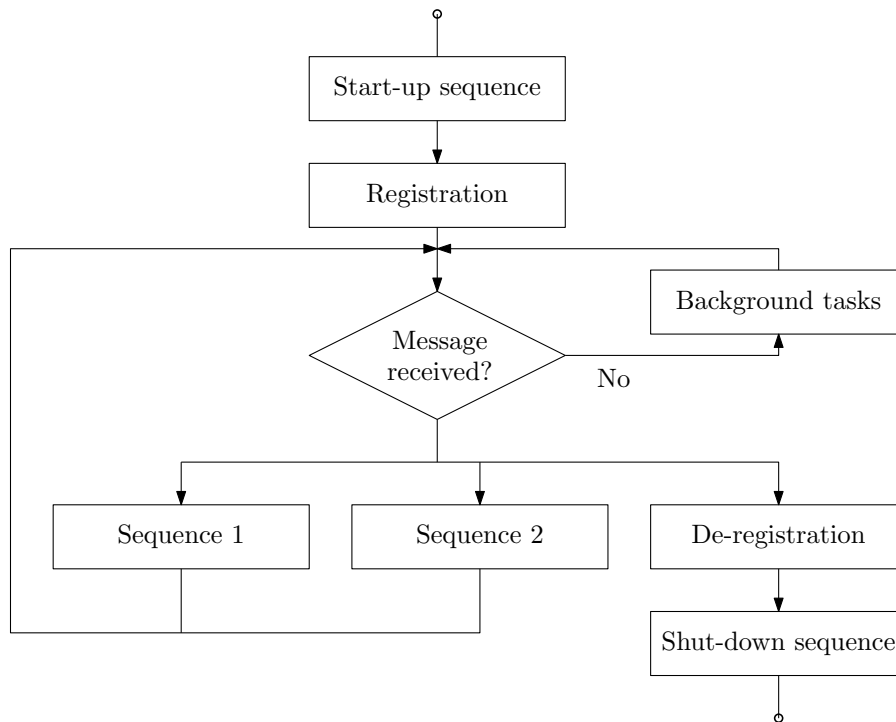 Start-up sequence
Registration
Background tasks
Message
received?
No
Sequence 1
Sequence 2
De-registration
Shut-down sequence